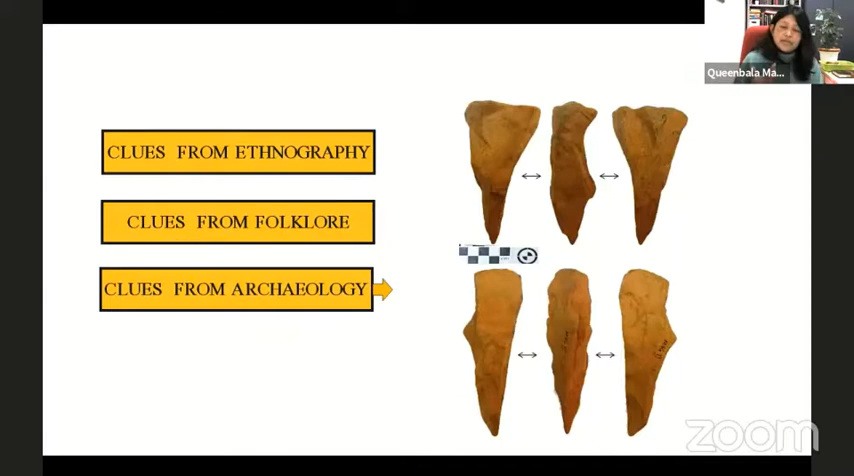 Queenbala Ma...
CLUES FROM ETHNOGRAPHY
CLUES FROM FOLKLORE
CLUES FROM ARCHAEOLOGY
zoom